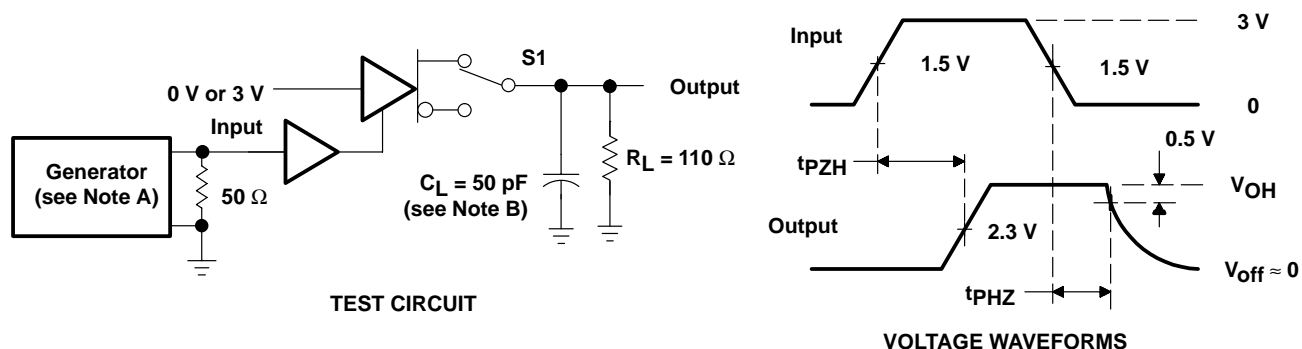 S1
0 V or 3 V
Output
Input
Generator
(see Note A)
50 Ω
CL = 50 pF
(see Note B)
RL = 110 Ω
TEST CIRCUIT
3 V
Input
1.5 V
1.5 V
0
0.5 V
tPZH
VOH
Output
2.3 V
Voff ≈ 0
tPHZ
VOLTAGE WAVEFORMS